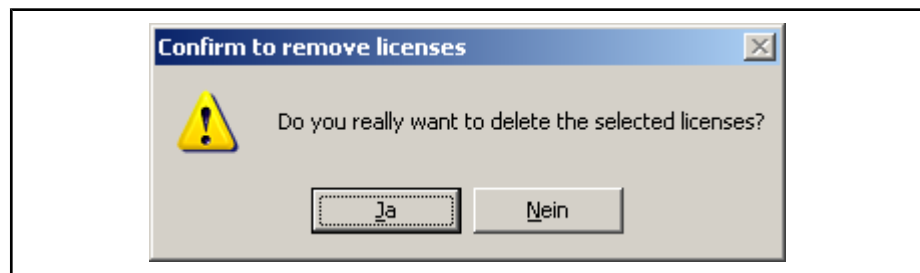 Confirm to remove licenses
Do you really want to delete the selected licenses?
Ja
Nein